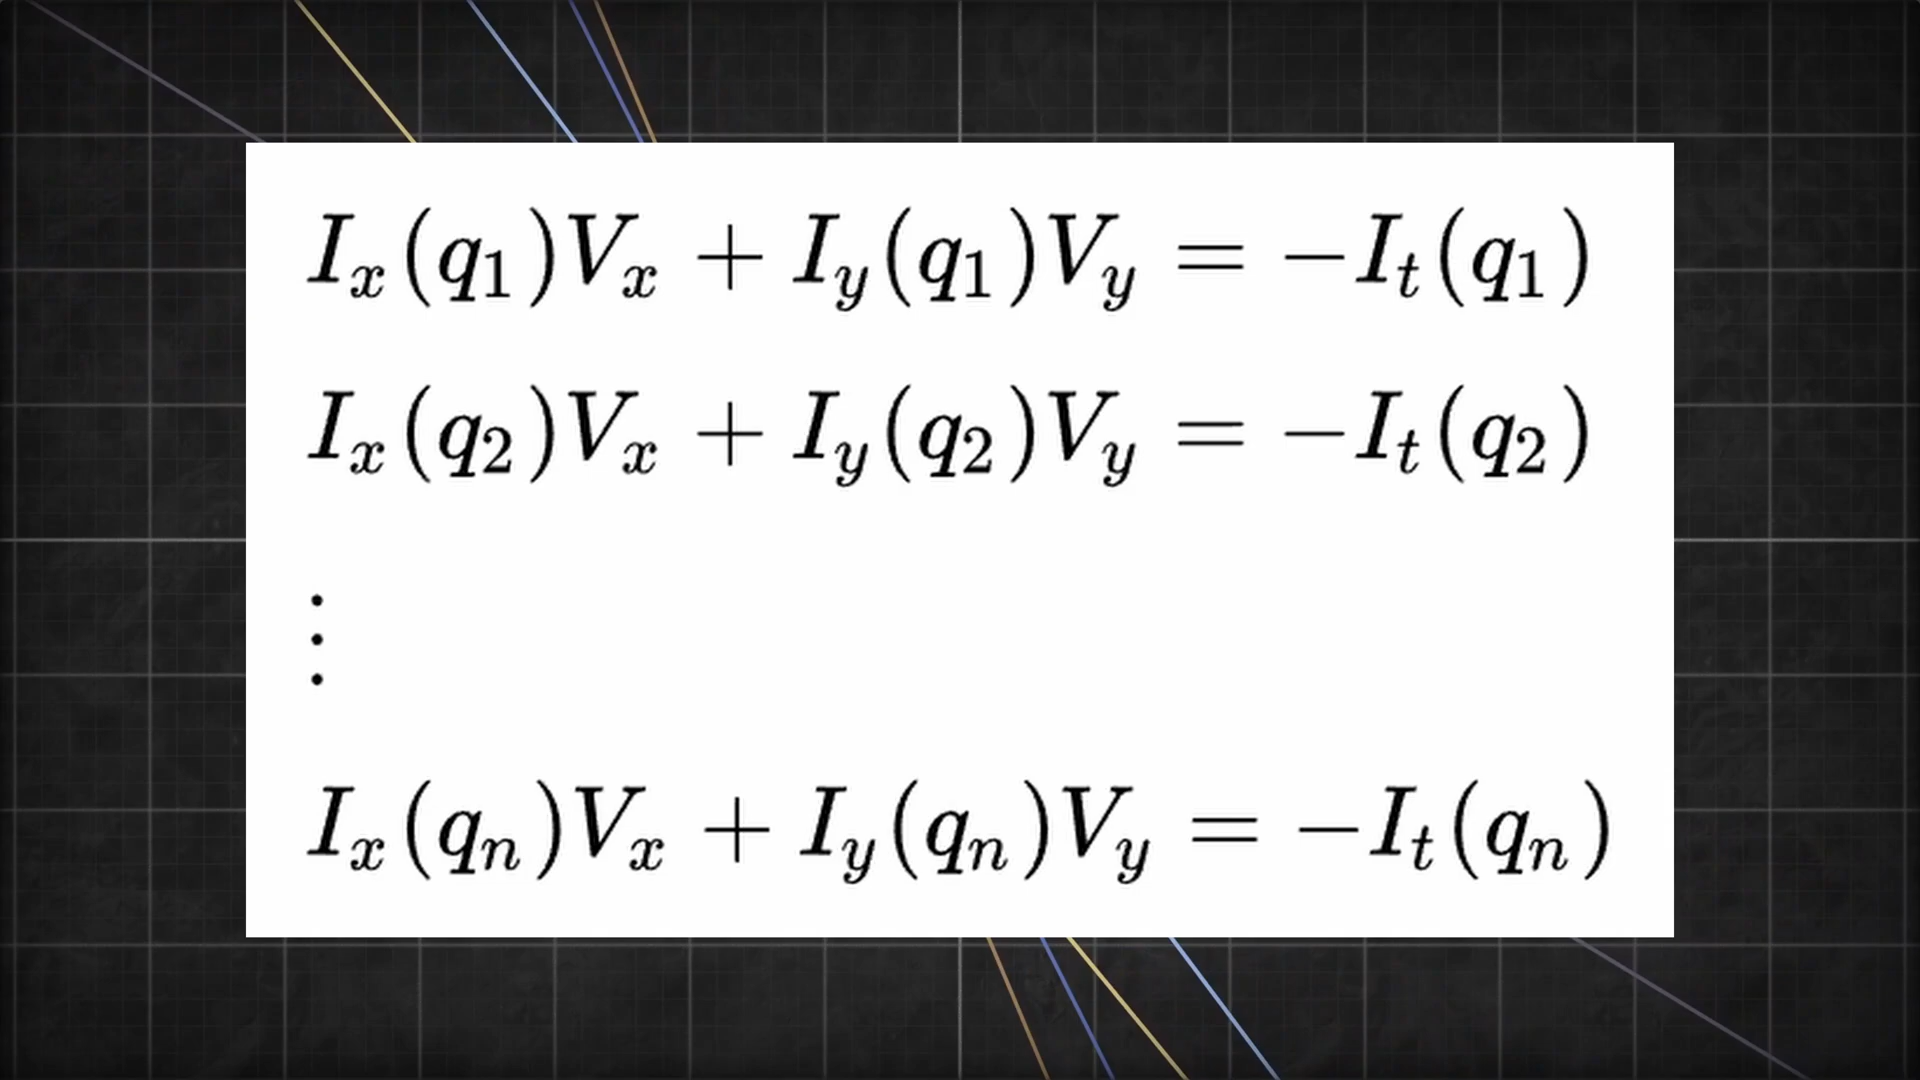 I_x(q_1)V_x + I_y(q_1)V_y = -I_t(q_1)
I_x(q_2)V_x + I_y(q_2)V_y = -I_t(q_2)
⋮
I_x(q_n)V_x + I_y(q_n)V_y = -I_t(q_n)